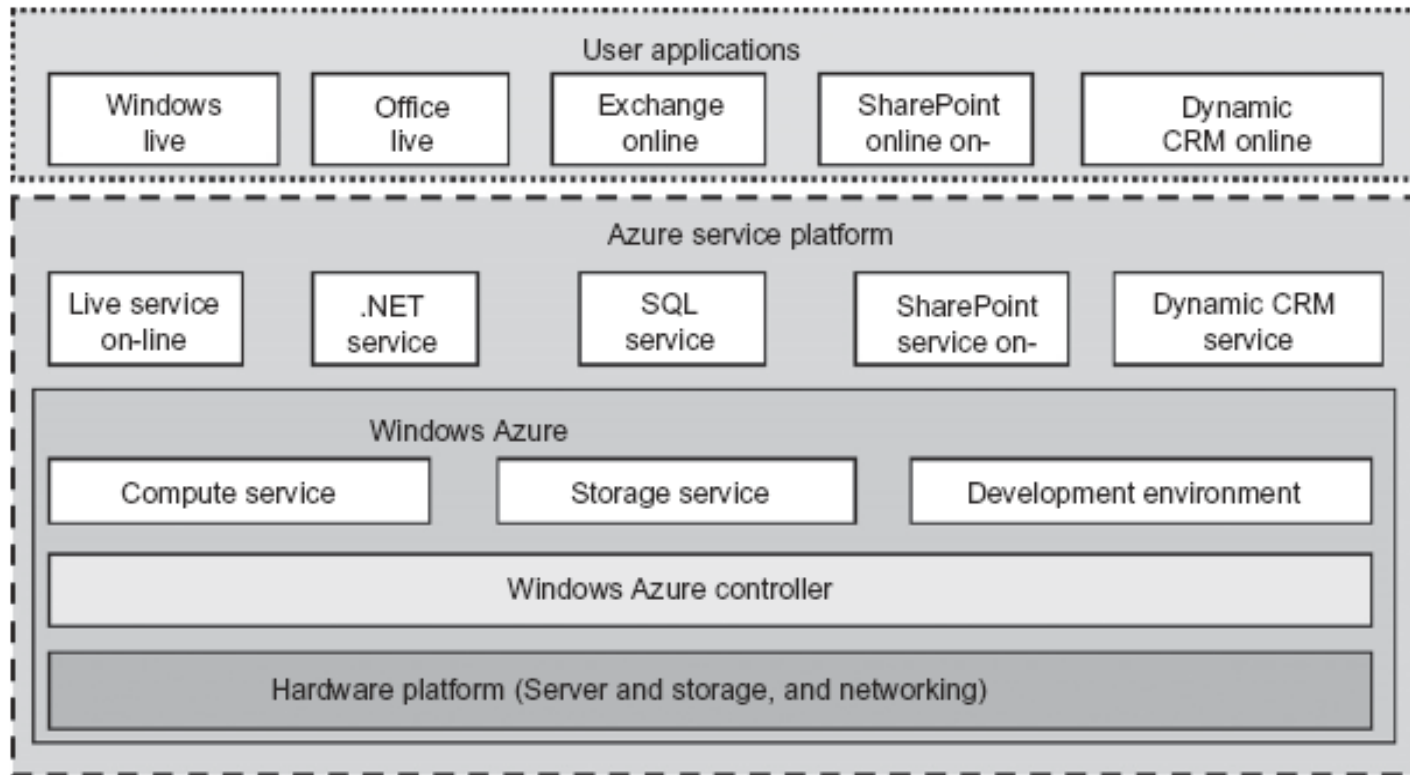 User applications
Windows
live
Office
live
Exchange
online
SharePoint
online on-
Dynamic
CRM online
Azure service platform
Live service
on-line
.NET
service
SQL
service
SharePoint
service on-
Dynamic CRM
service
Windows Azure
Compute service
Storage service
Development environment
Windows Azure controller
Hardware platform (Server and storage, and networking)